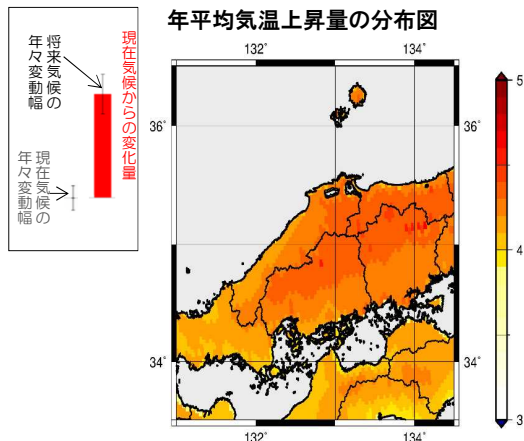 年平均気温上昇量の分布図
将来気候の
年々変動幅
現在気候からの変化量
現在気候の
年々変動幅
132°
134°
36°
34°
132°
134°
5
4
3